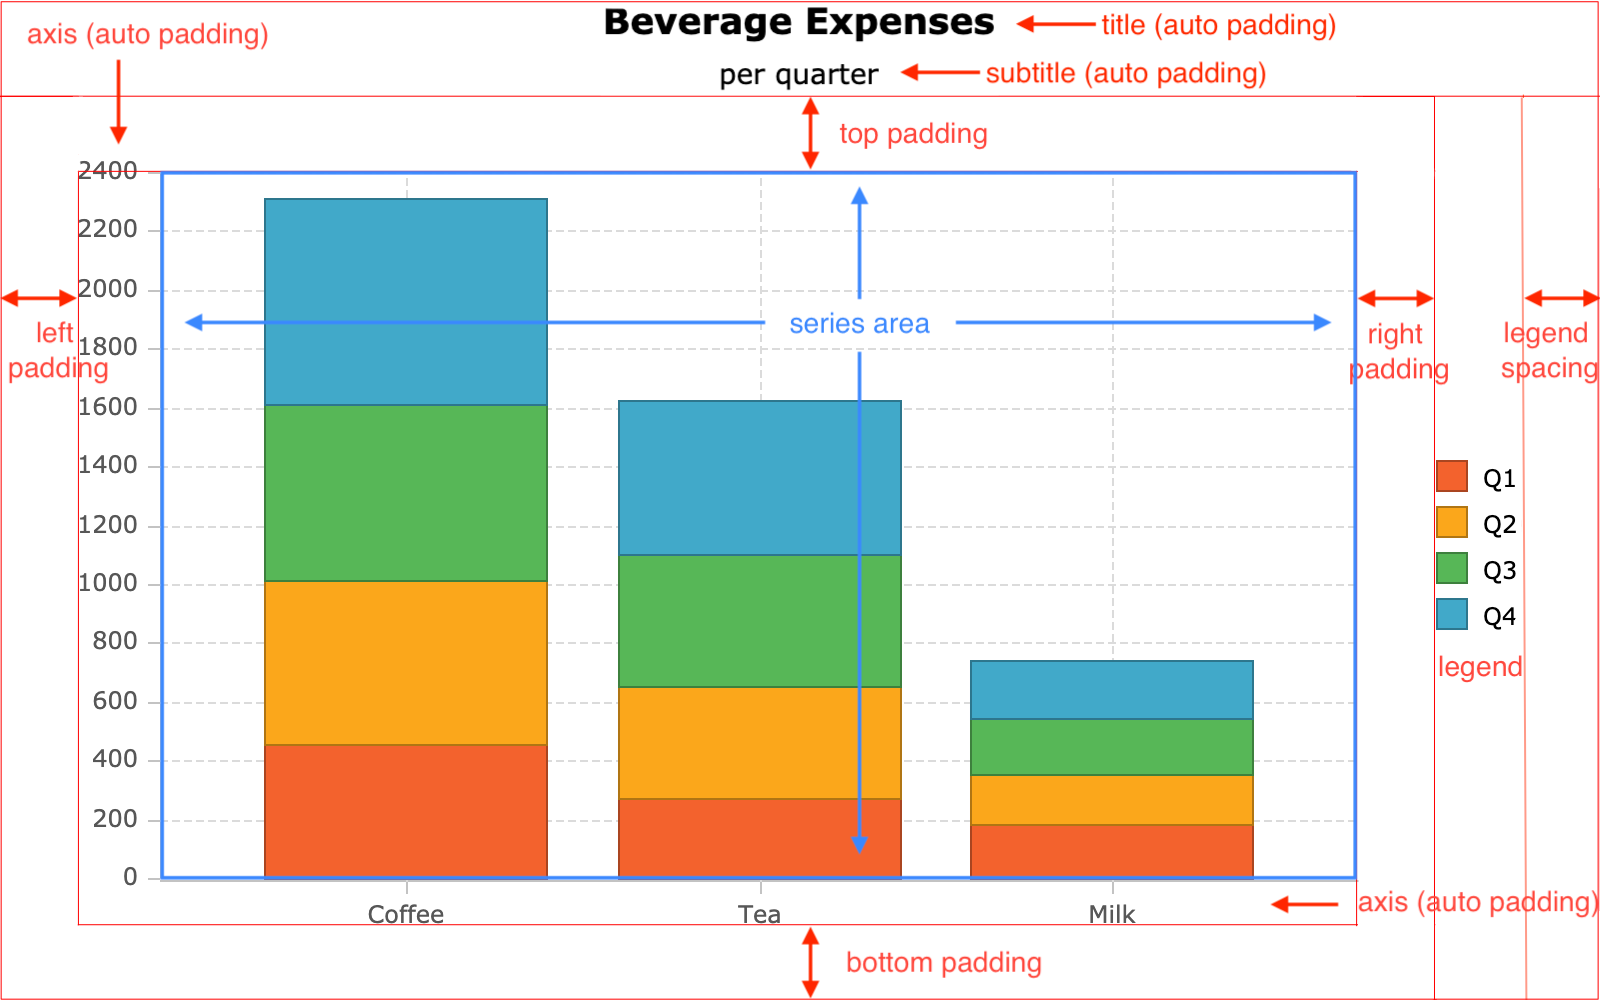 Beverage Expenses
title (auto padding)
axis (auto padding)
per quarter
subtitle (auto padding)
top padding
2400
2200
2000
series area
left
padding
right
padding
legend
spacing
1800
1600
1400
1200
1000
800
600
400
200
0
Q1
Q2
Q3
Q4
legend
Coffee
Tea
Milk
axis (auto padding)
bottom padding